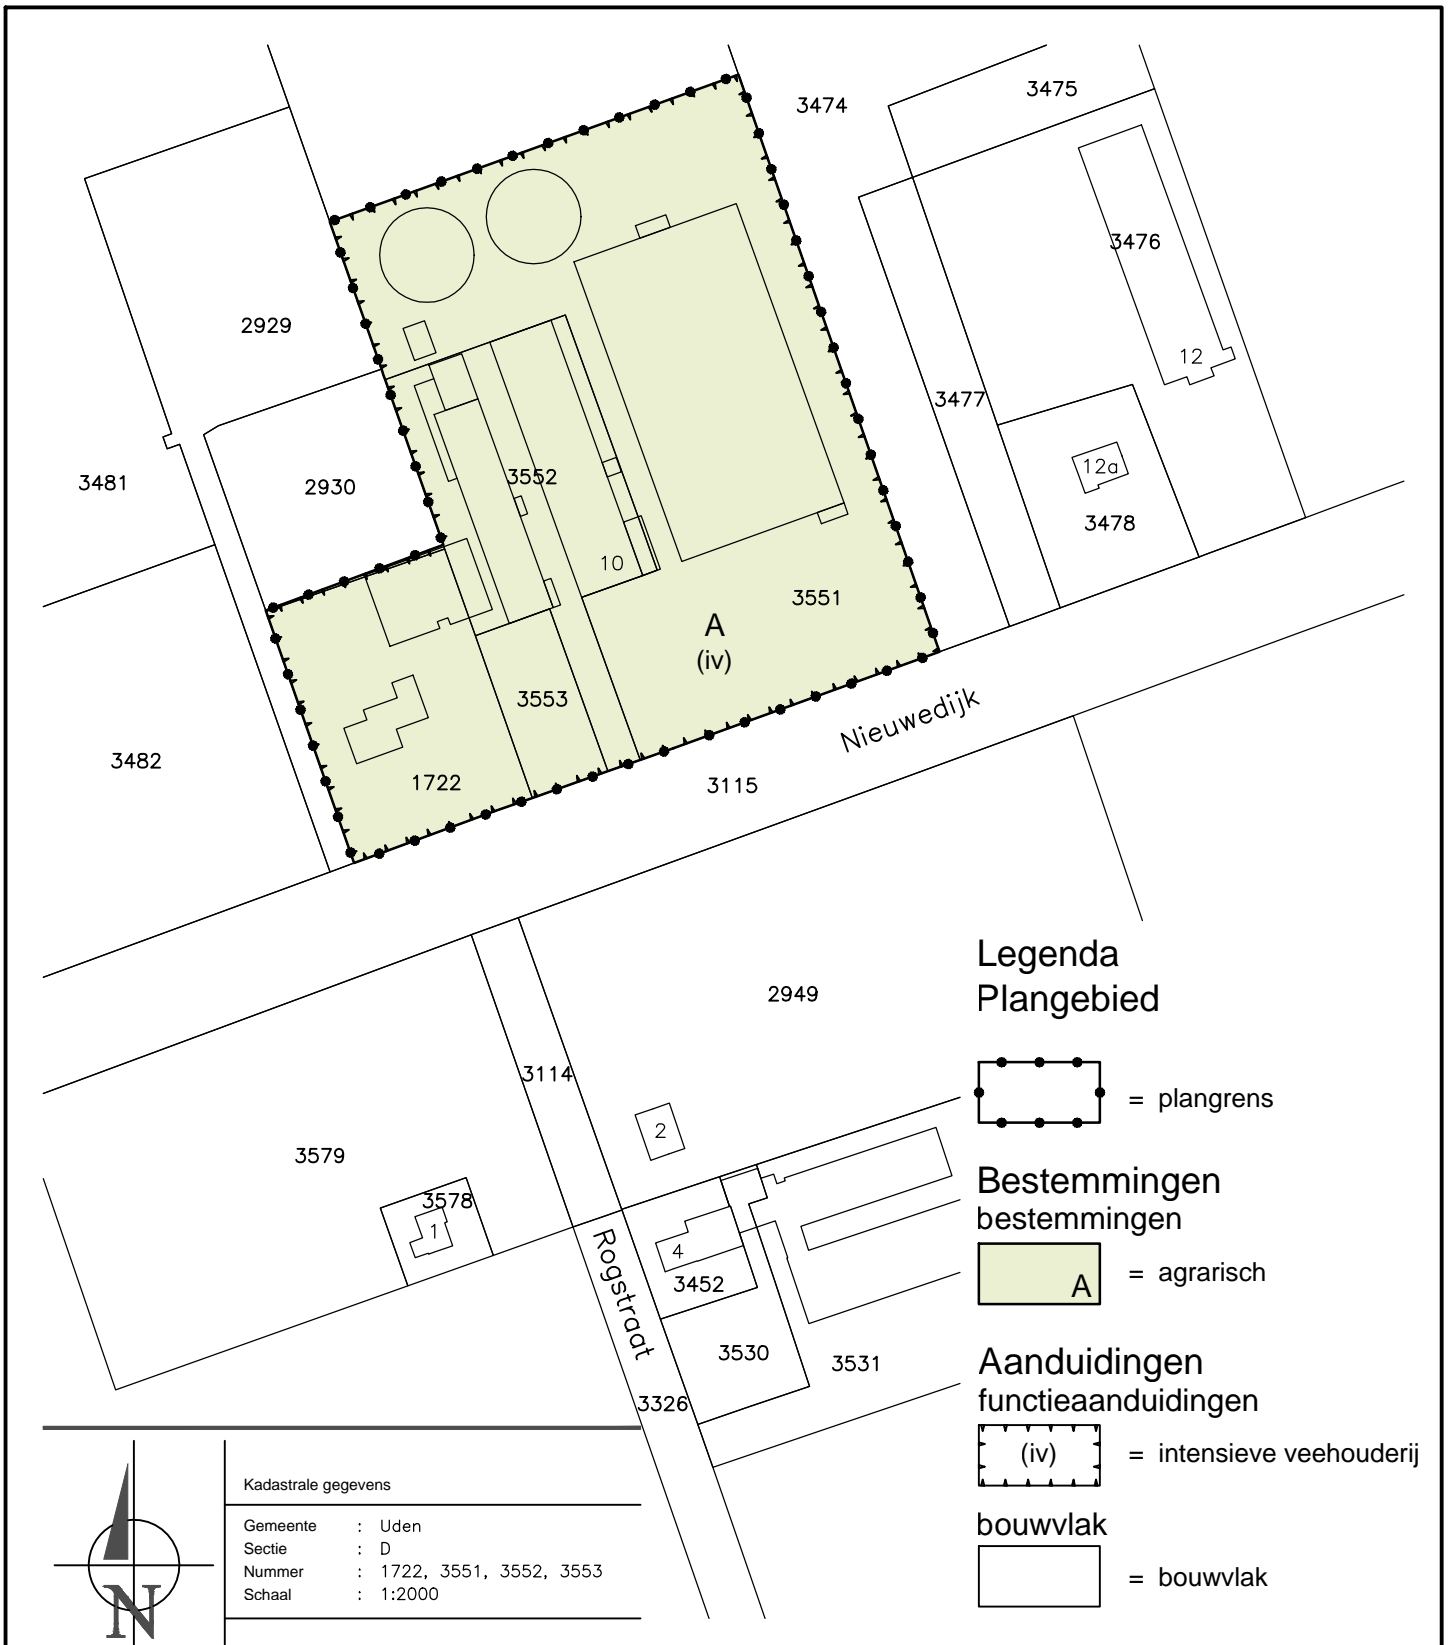 3475
3474
3476
2929
12
3477
12a
3552
3481
2930
3478
10
3551
A
(iv)
3553
Nieuwedijk
3482
1722
3115
Legenda
Plangebied
= plangrens
2949
3114
2
3579
3578
1
Bestemmingen
bestemmingen
A
= agrarisch
4
3452
Rogstraat
3530
3531
3326
Aanduidingen
functieaanduidingen
(iv)
= intensieve veehouderij
bouwvlak
= bouwvlak
Kadastrale gegevens
Gemeente : Uden
Sectie : D
Nummer : 1722, 3551, 3552, 3553
Schaal : 1:2000
N